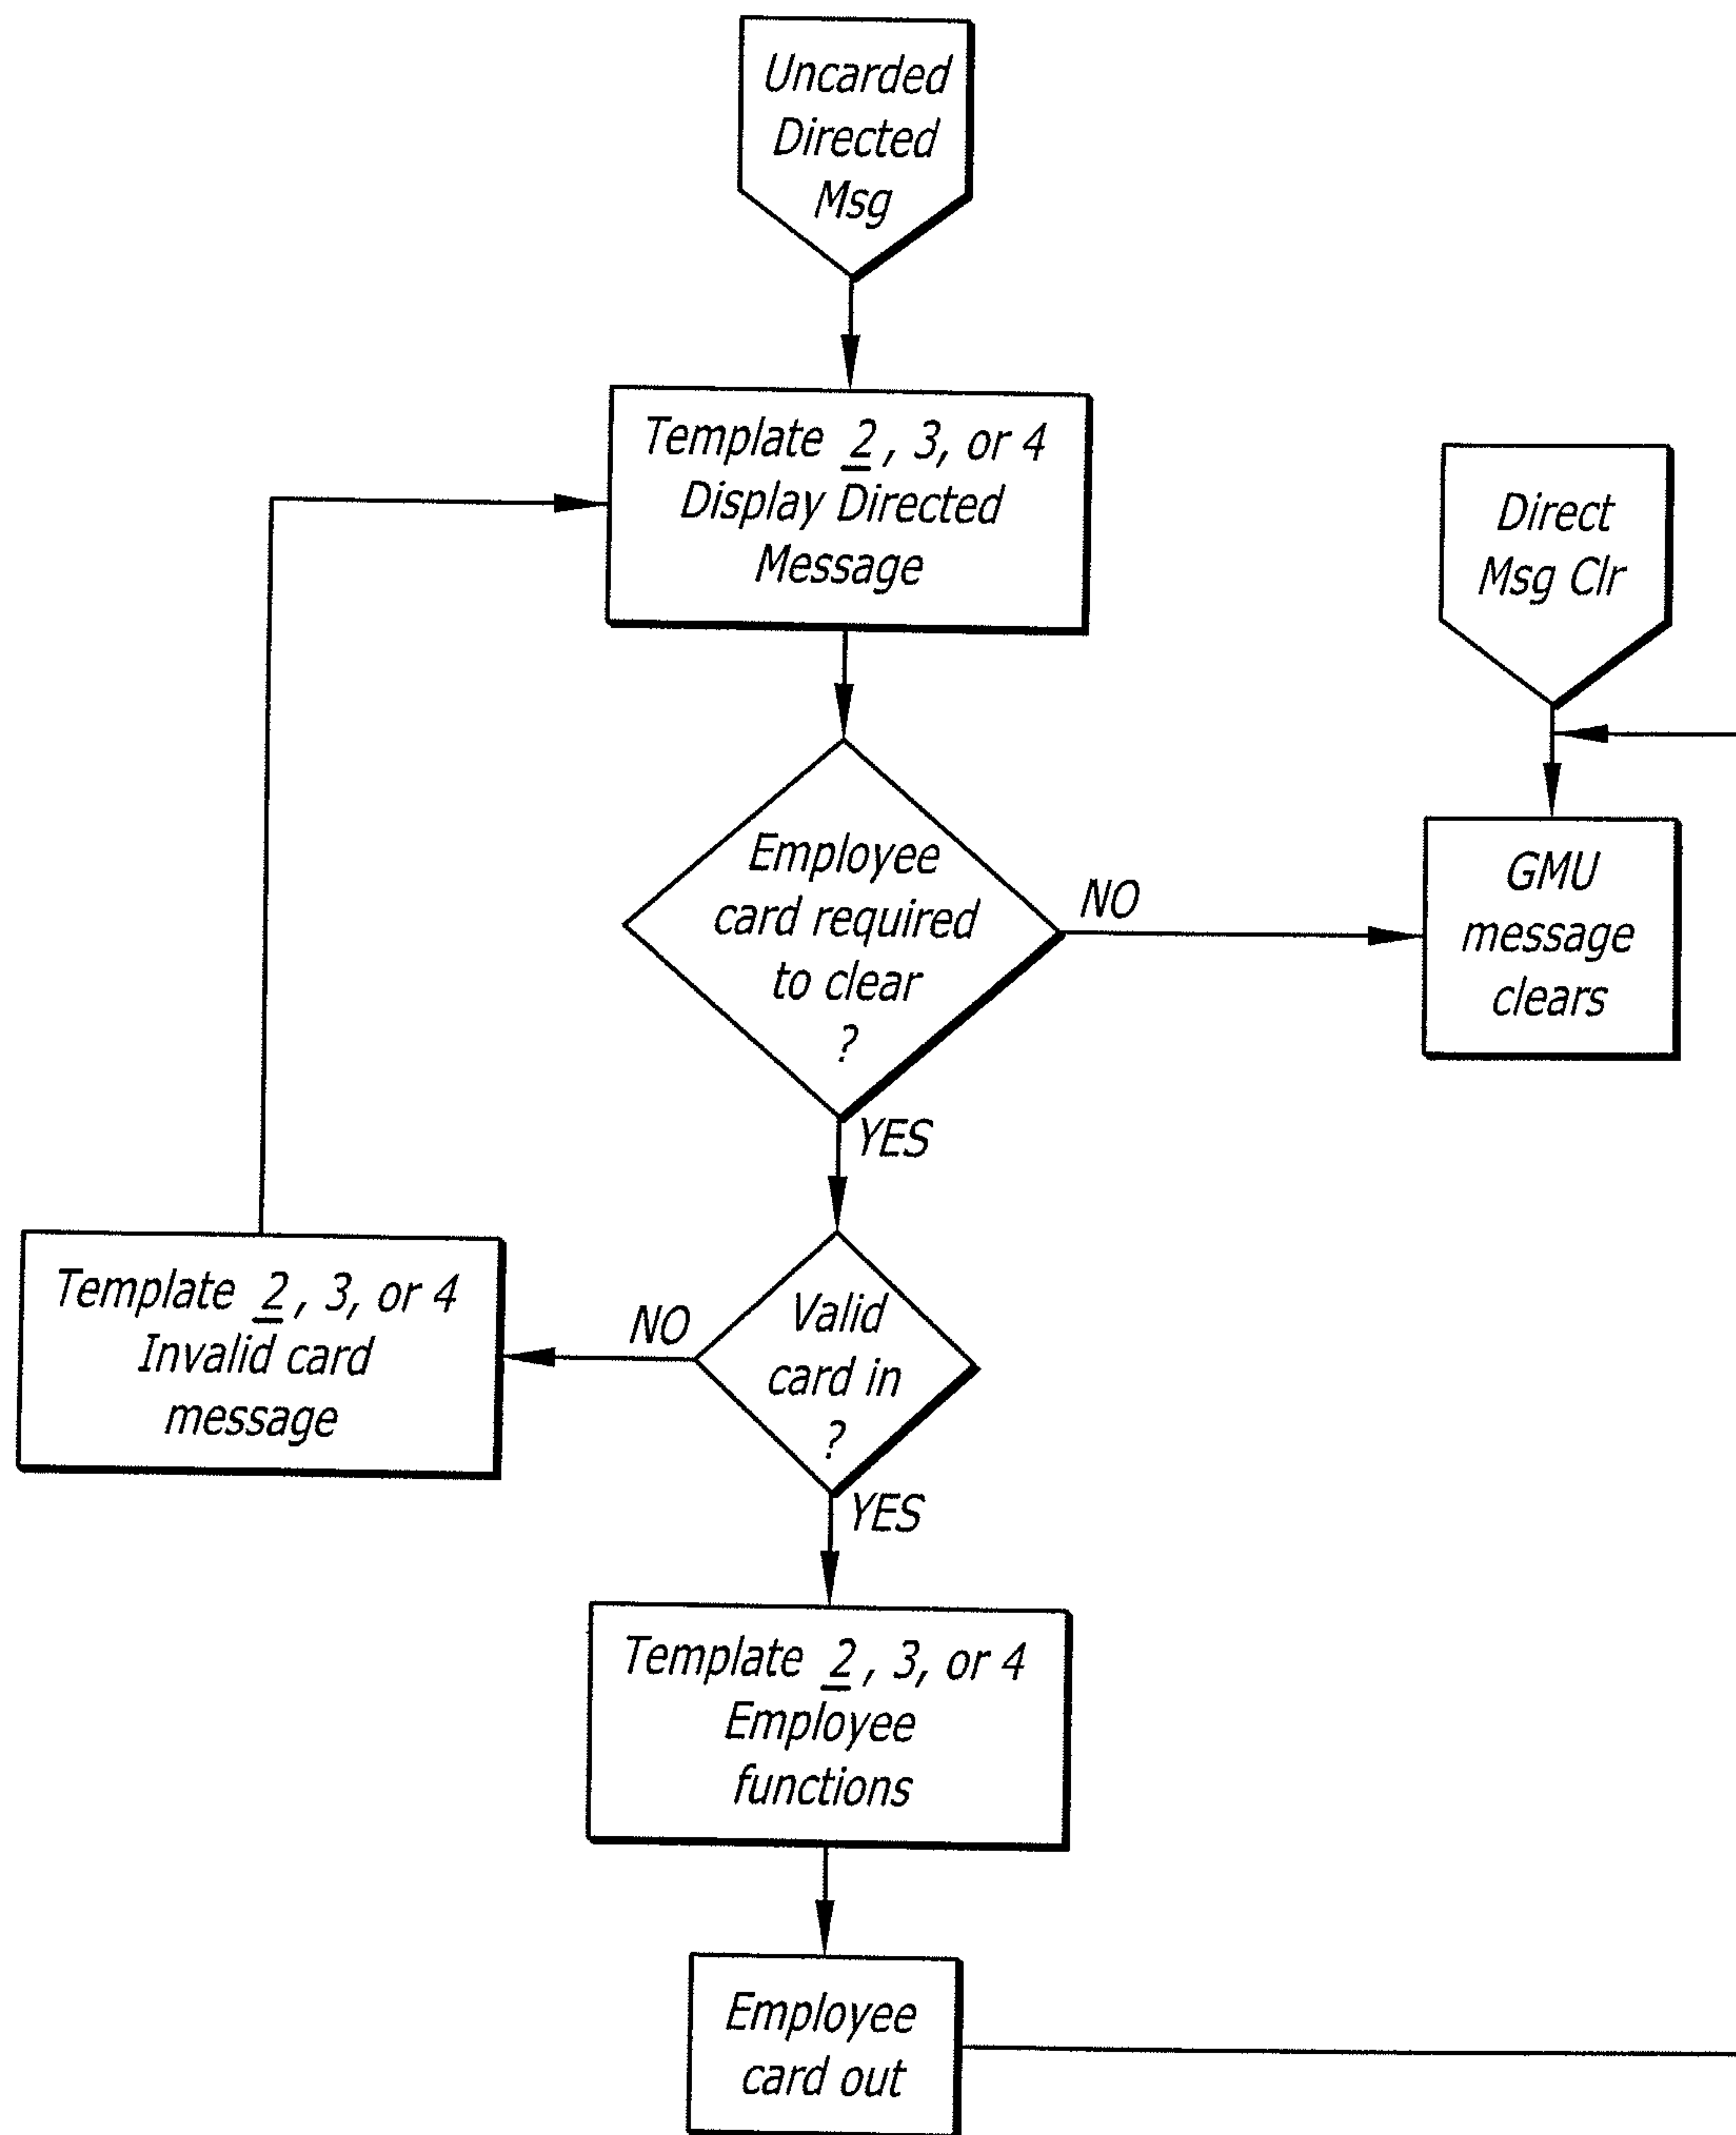 Uncarded
Directed
Msg
Template 2, 3, or 4
Display Directed
Message
Direct
Msg Clr
Employee
card required
to clear
?
NO
GMU
message
clears
YES
Template 2, 3, or 4
Invalid card
message
NO
Valid
card in
?
YES
Template 2, 3, or 4
Employee
functions
Employee
card out